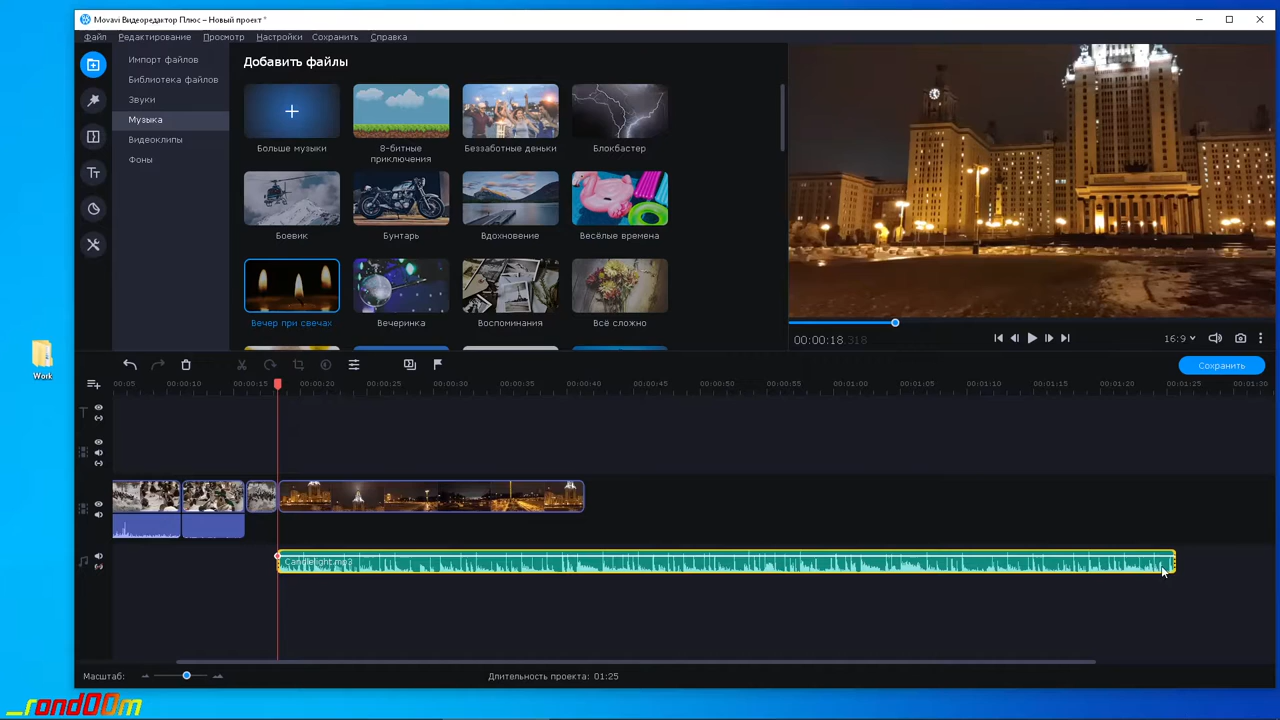 Movavi Видеоредактор Плюс – Новый проект *
Файл Редактирование Просмотр Настройки Сохранить Справка
Импорт файлов
Библиотека файлов
Звуки
Музыка
Видеоклипы
Фоны
Добавить файлы
Больше музыки
8-битные приключения
Беззаботные деньки
Блокбастер
Боевик
Бунтарь
Вдохновение
Весёлые времена
Вечер при свечах
Вечеринка
Воспоминания
Всё сложно
00:00:18 318
16:9
Сохранить
00:05 00:00:10 00:00:15 00:00:20 00:00:25 00:00:30 00:00:35 00:00:40 00:00:45 00:00:50 00:00:55 00:01:00 00:01:05 00:01:10 00:01:15 00:01:20 00:01:25 00:01:30
Candlelight.mp3
Масштаб:
Длительность проекта: 01:25
Work
_rond00m